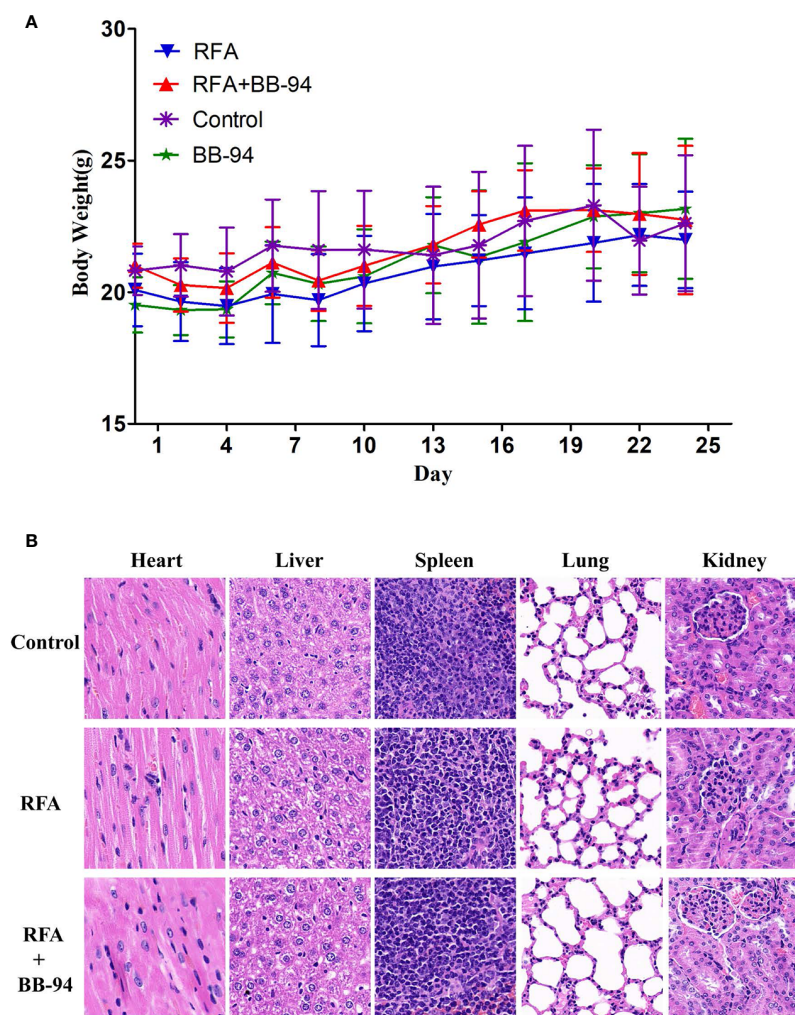 A
30
25
20
15
Body Weight(g)
RFA
RFA+BB-94
Control
BB-94
1 4 7 10 13 16 19 22 25
Day
B
Heart Liver Spleen Lung Kidney
Control
RFA
RFA
+
BB-94